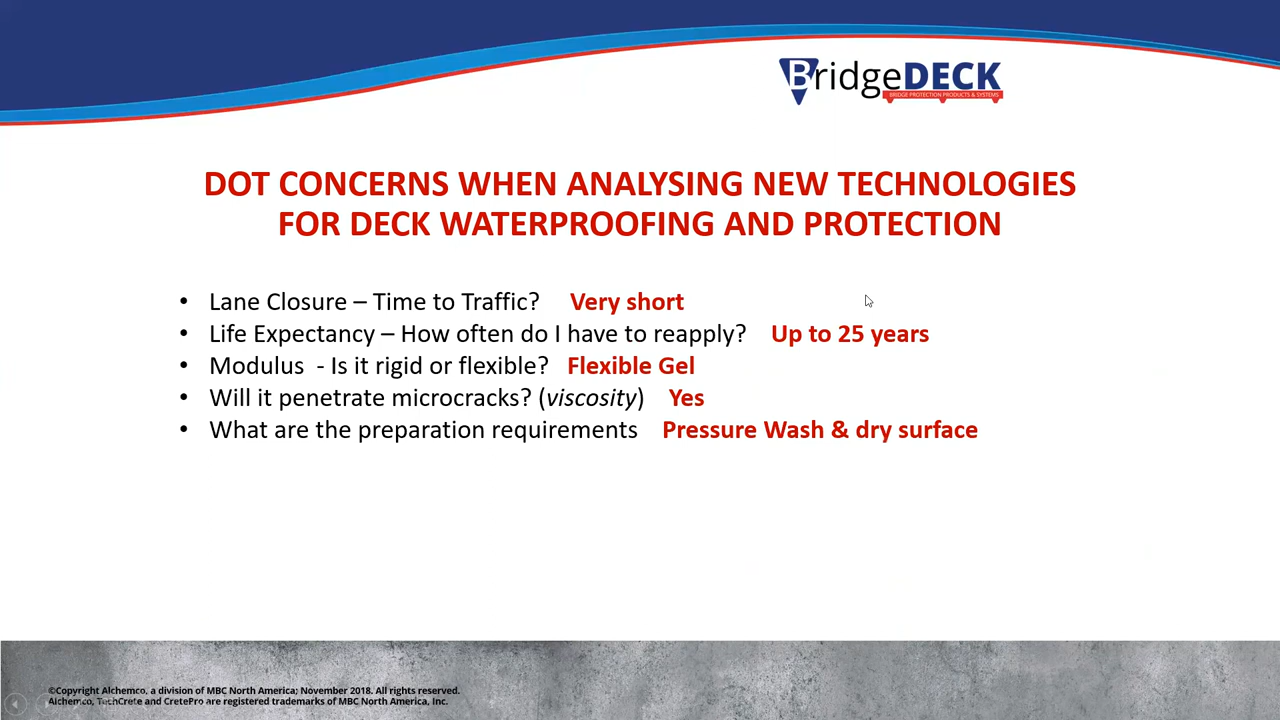 BridgeDECK
BRIDGE PROTECTION PRODUCTS & SYSTEMS
DOT CONCERNS WHEN ANALYSING NEW TECHNOLOGIES
FOR DECK WATERPROOFING AND PROTECTION
• Lane Closure – Time to Traffic? Very short
• Life Expectancy – How often do I have to reapply? Up to 25 years
• Modulus - Is it rigid or flexible? Flexible Gel
• Will it penetrate microcracks? (viscosity) Yes
• What are the preparation requirements Pressure Wash & dry surface
©Copyright Alchemco, a division of MBC North America; November 2018. All rights reserved.
Alchemco, TechCrete and CretePro are registered trademarks of MBC North America, Inc.